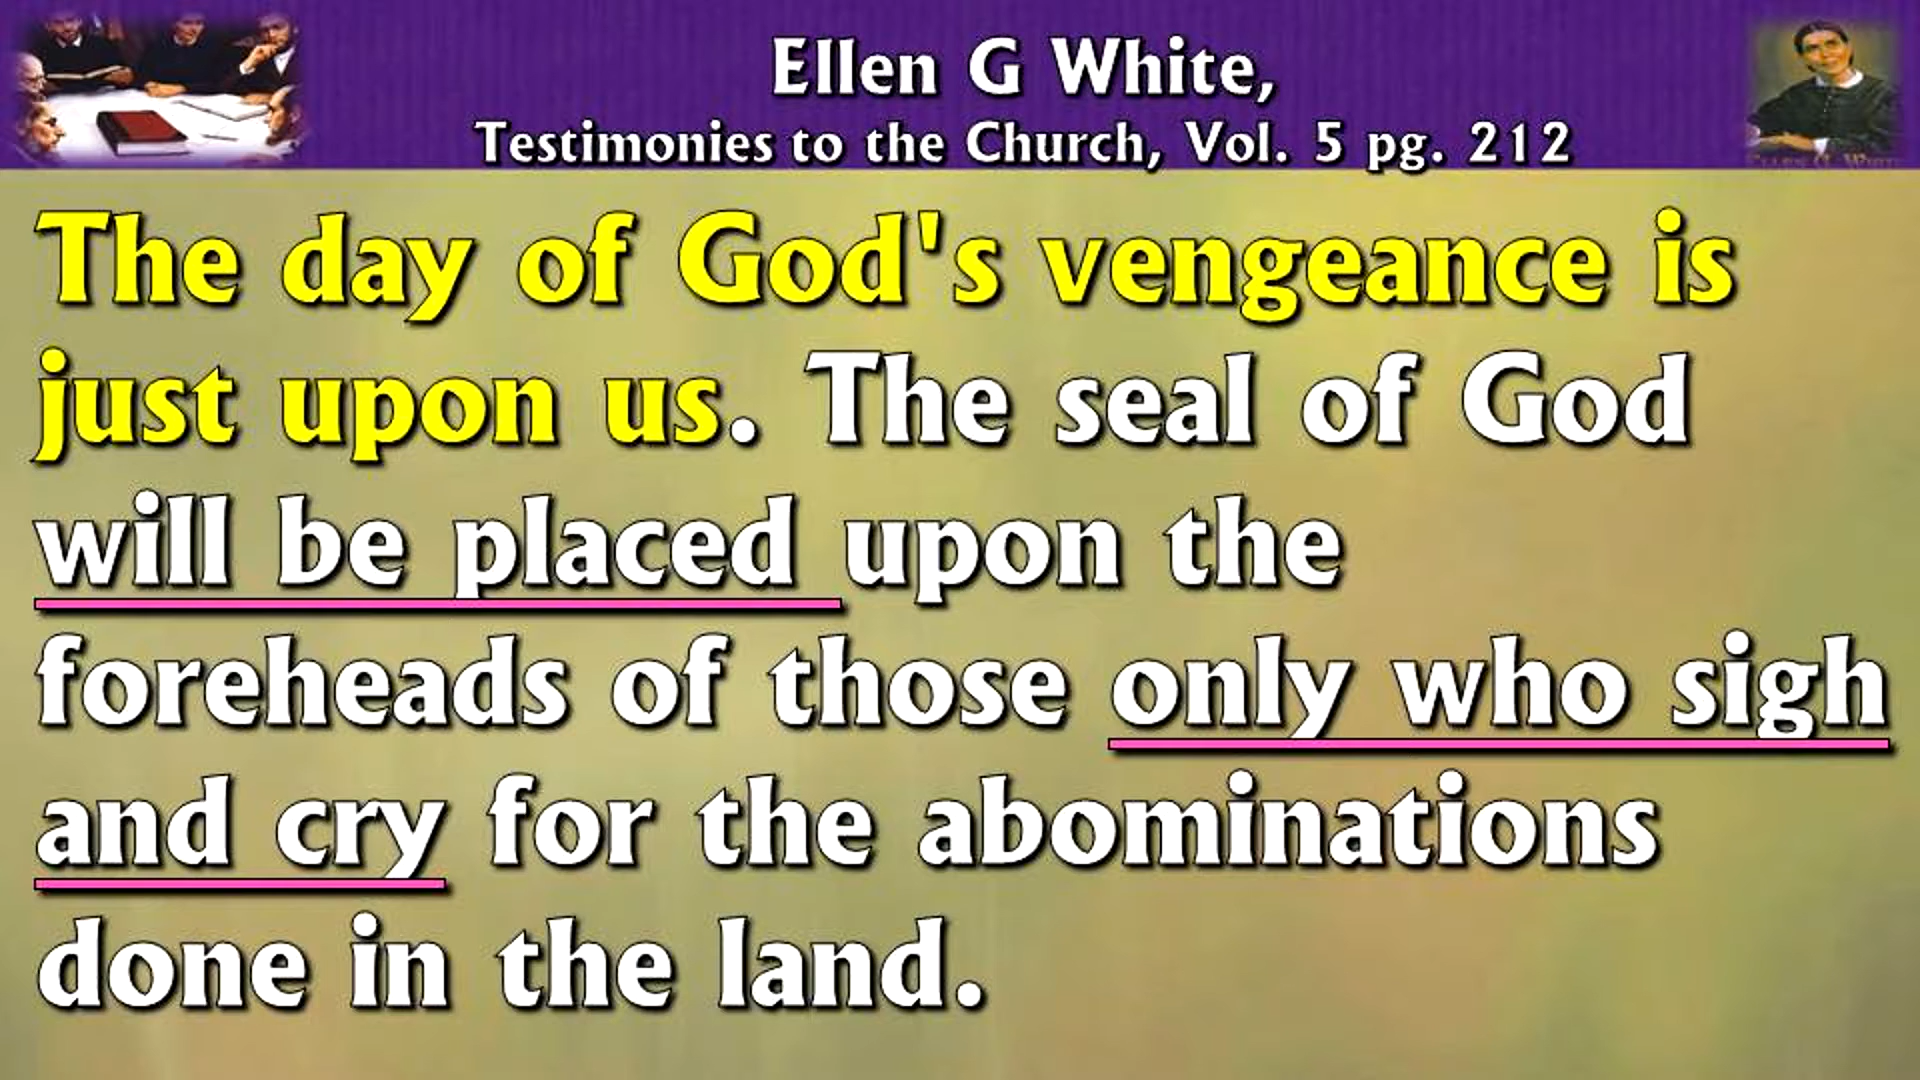 Ellen G White,
Testimonies to the Church, Vol. 5 pg. 212
ELLEN G. WHITE
The day of God's vengeance is
just upon us. The seal of God
will be placed upon the
foreheads of those only who sigh
and cry for the abominations
done in the land.